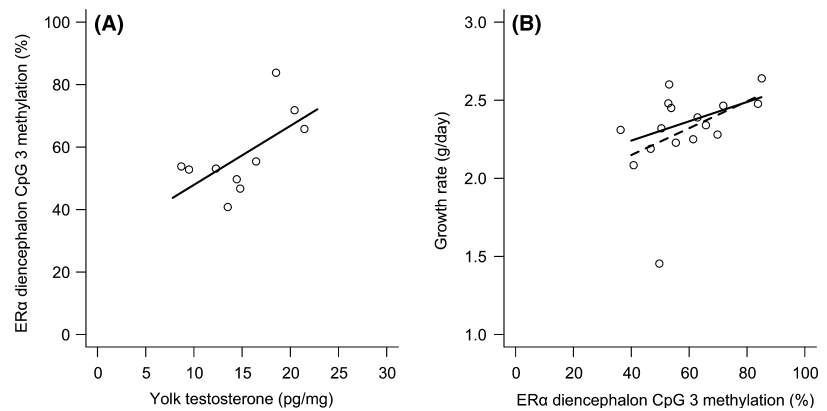 (A)
ERα diencephalon CpG 3 methylation (%)
100
80
60
40
20
0
0 5 10 15 20 25 30
Yolk testosterone (pg/mg)
(B)
Growth rate (g/day)
3.0
2.5
2.0
1.5
1.0
0 20 40 60 80 100
ERα diencephalon CpG 3 methylation (%)